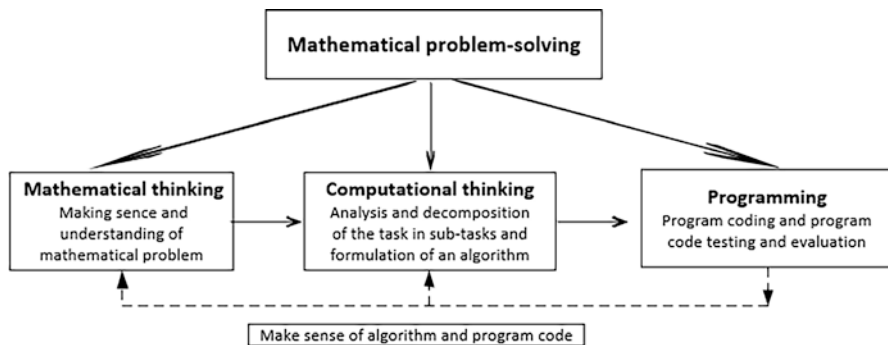 Mathematical problem-solving
Mathematical thinking
Making sence and
understanding of
mathematical problem
Computational thinking
Analysis and decomposition
of the task in sub-tasks and
formulation of an algorithm
Programming
Program coding and program
code testing and evaluation
Make sense of algorithm and program code